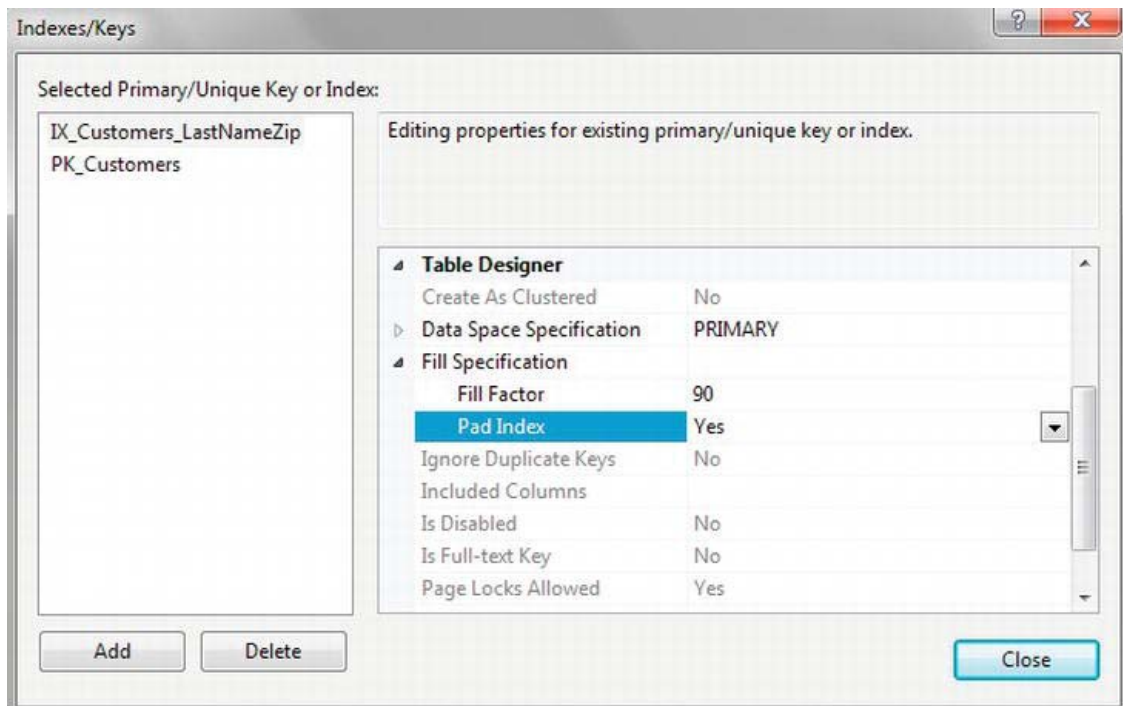 Indexes/Keys
Selected Primary/Unique Key or Index:
IX_Customers_LastNameZip
PK_Customers
Editing properties for existing primary/unique key or index.
Table Designer
Create As Clustered No
Data Space Specification PRIMARY
Fill Specification
Fill Factor 90
Pad Index Yes
Ignore Duplicate Keys No
Included Columns
Is Disabled No
Is Full-text Key No
Page Locks Allowed Yes
Add Delete
Close